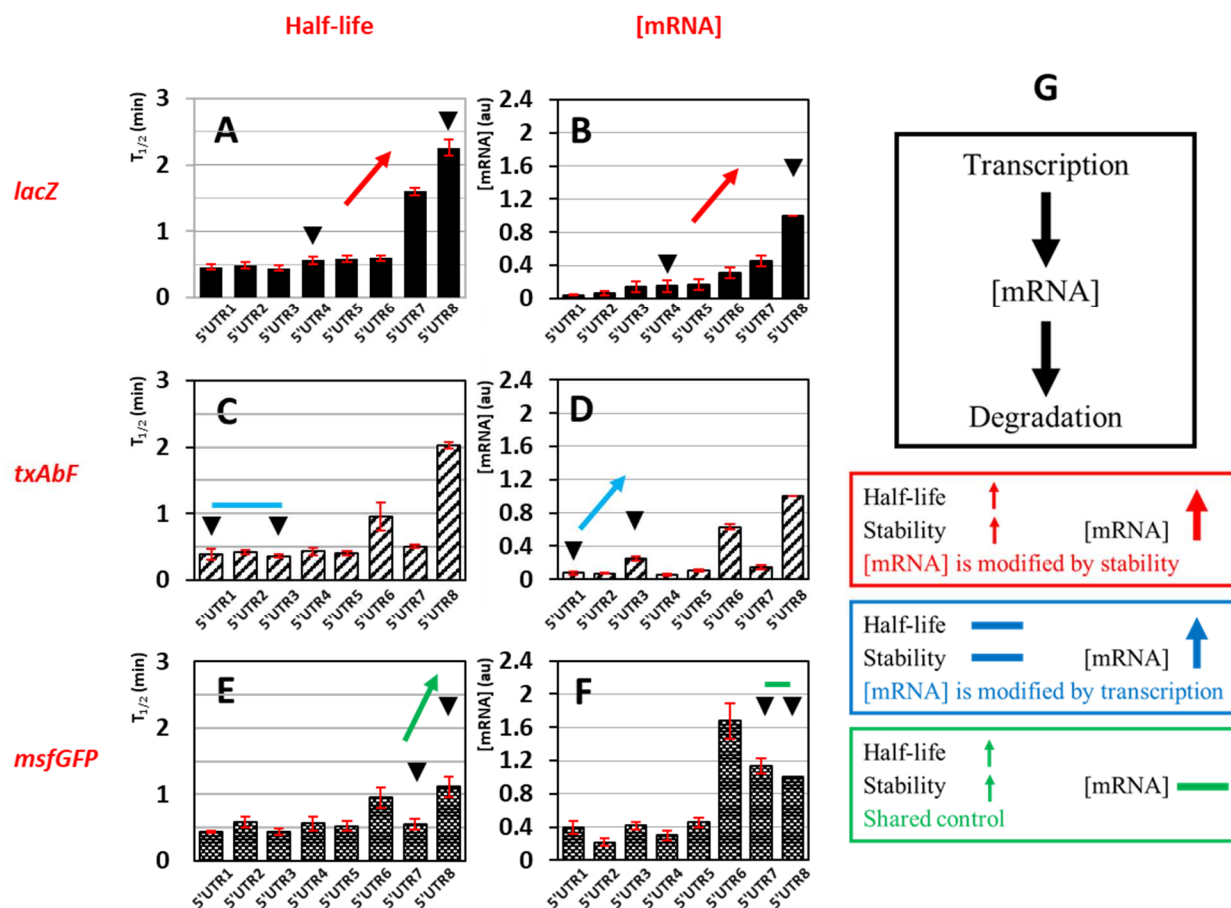 Half-life
[mRNA]
lacZ
T1/2 (min)
3
2
1
0
A
5'UTR1
5'UTR2
5'UTR3
5'UTR4
5'UTR5
5'UTR6
5'UTR7
5'UTR8
[mRNA] (au)
2.4
2
1.6
1.2
0.8
0.4
0
B
5'UTR1
5'UTR2
5'UTR3
5'UTR4
5'UTR5
5'UTR6
5'UTR7
5'UTR8
txAbF
T1/2 (min)
3
2
1
0
C
5'UTR1
5'UTR2
5'UTR3
5'UTR4
5'UTR5
5'UTR6
5'UTR7
5'UTR8
[mRNA] (au)
2.4
2
1.6
1.2
0.8
0.4
0
D
5'UTR1
5'UTR2
5'UTR3
5'UTR4
5'UTR5
5'UTR6
5'UTR7
5'UTR8
msfGFP
T1/2 (min)
3
2
1
0
E
5'UTR1
5'UTR2
5'UTR3
5'UTR4
5'UTR5
5'UTR6
5'UTR7
5'UTR8
[mRNA] (au)
2.4
2
1.6
1.2
0.8
0.4
0
F
5'UTR1
5'UTR2
5'UTR3
5'UTR4
5'UTR5
5'UTR6
5'UTR7
5'UTR8
G
Transcription
[mRNA]
Degradation
Half-life
Stability [mRNA]
[mRNA] is modified by stability
Half-life
Stability [mRNA]
[mRNA] is modified by transcription
Half-life
Stability [mRNA]
Shared control